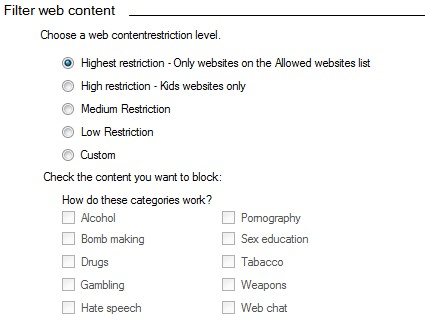 Filter web content
Choose a web contentrestriction level.
Highest restriction - Only websites on the Allowed websites list
High restriction - Kids websites only
Medium Restriction
Low Restriction
Custom
Check the content you want to block:
How do these categories work?
Alcohol
Pornography
Bomb making
Sex education
Drugs
Tabacco
Gambling
Weapons
Hate speech
Web chat